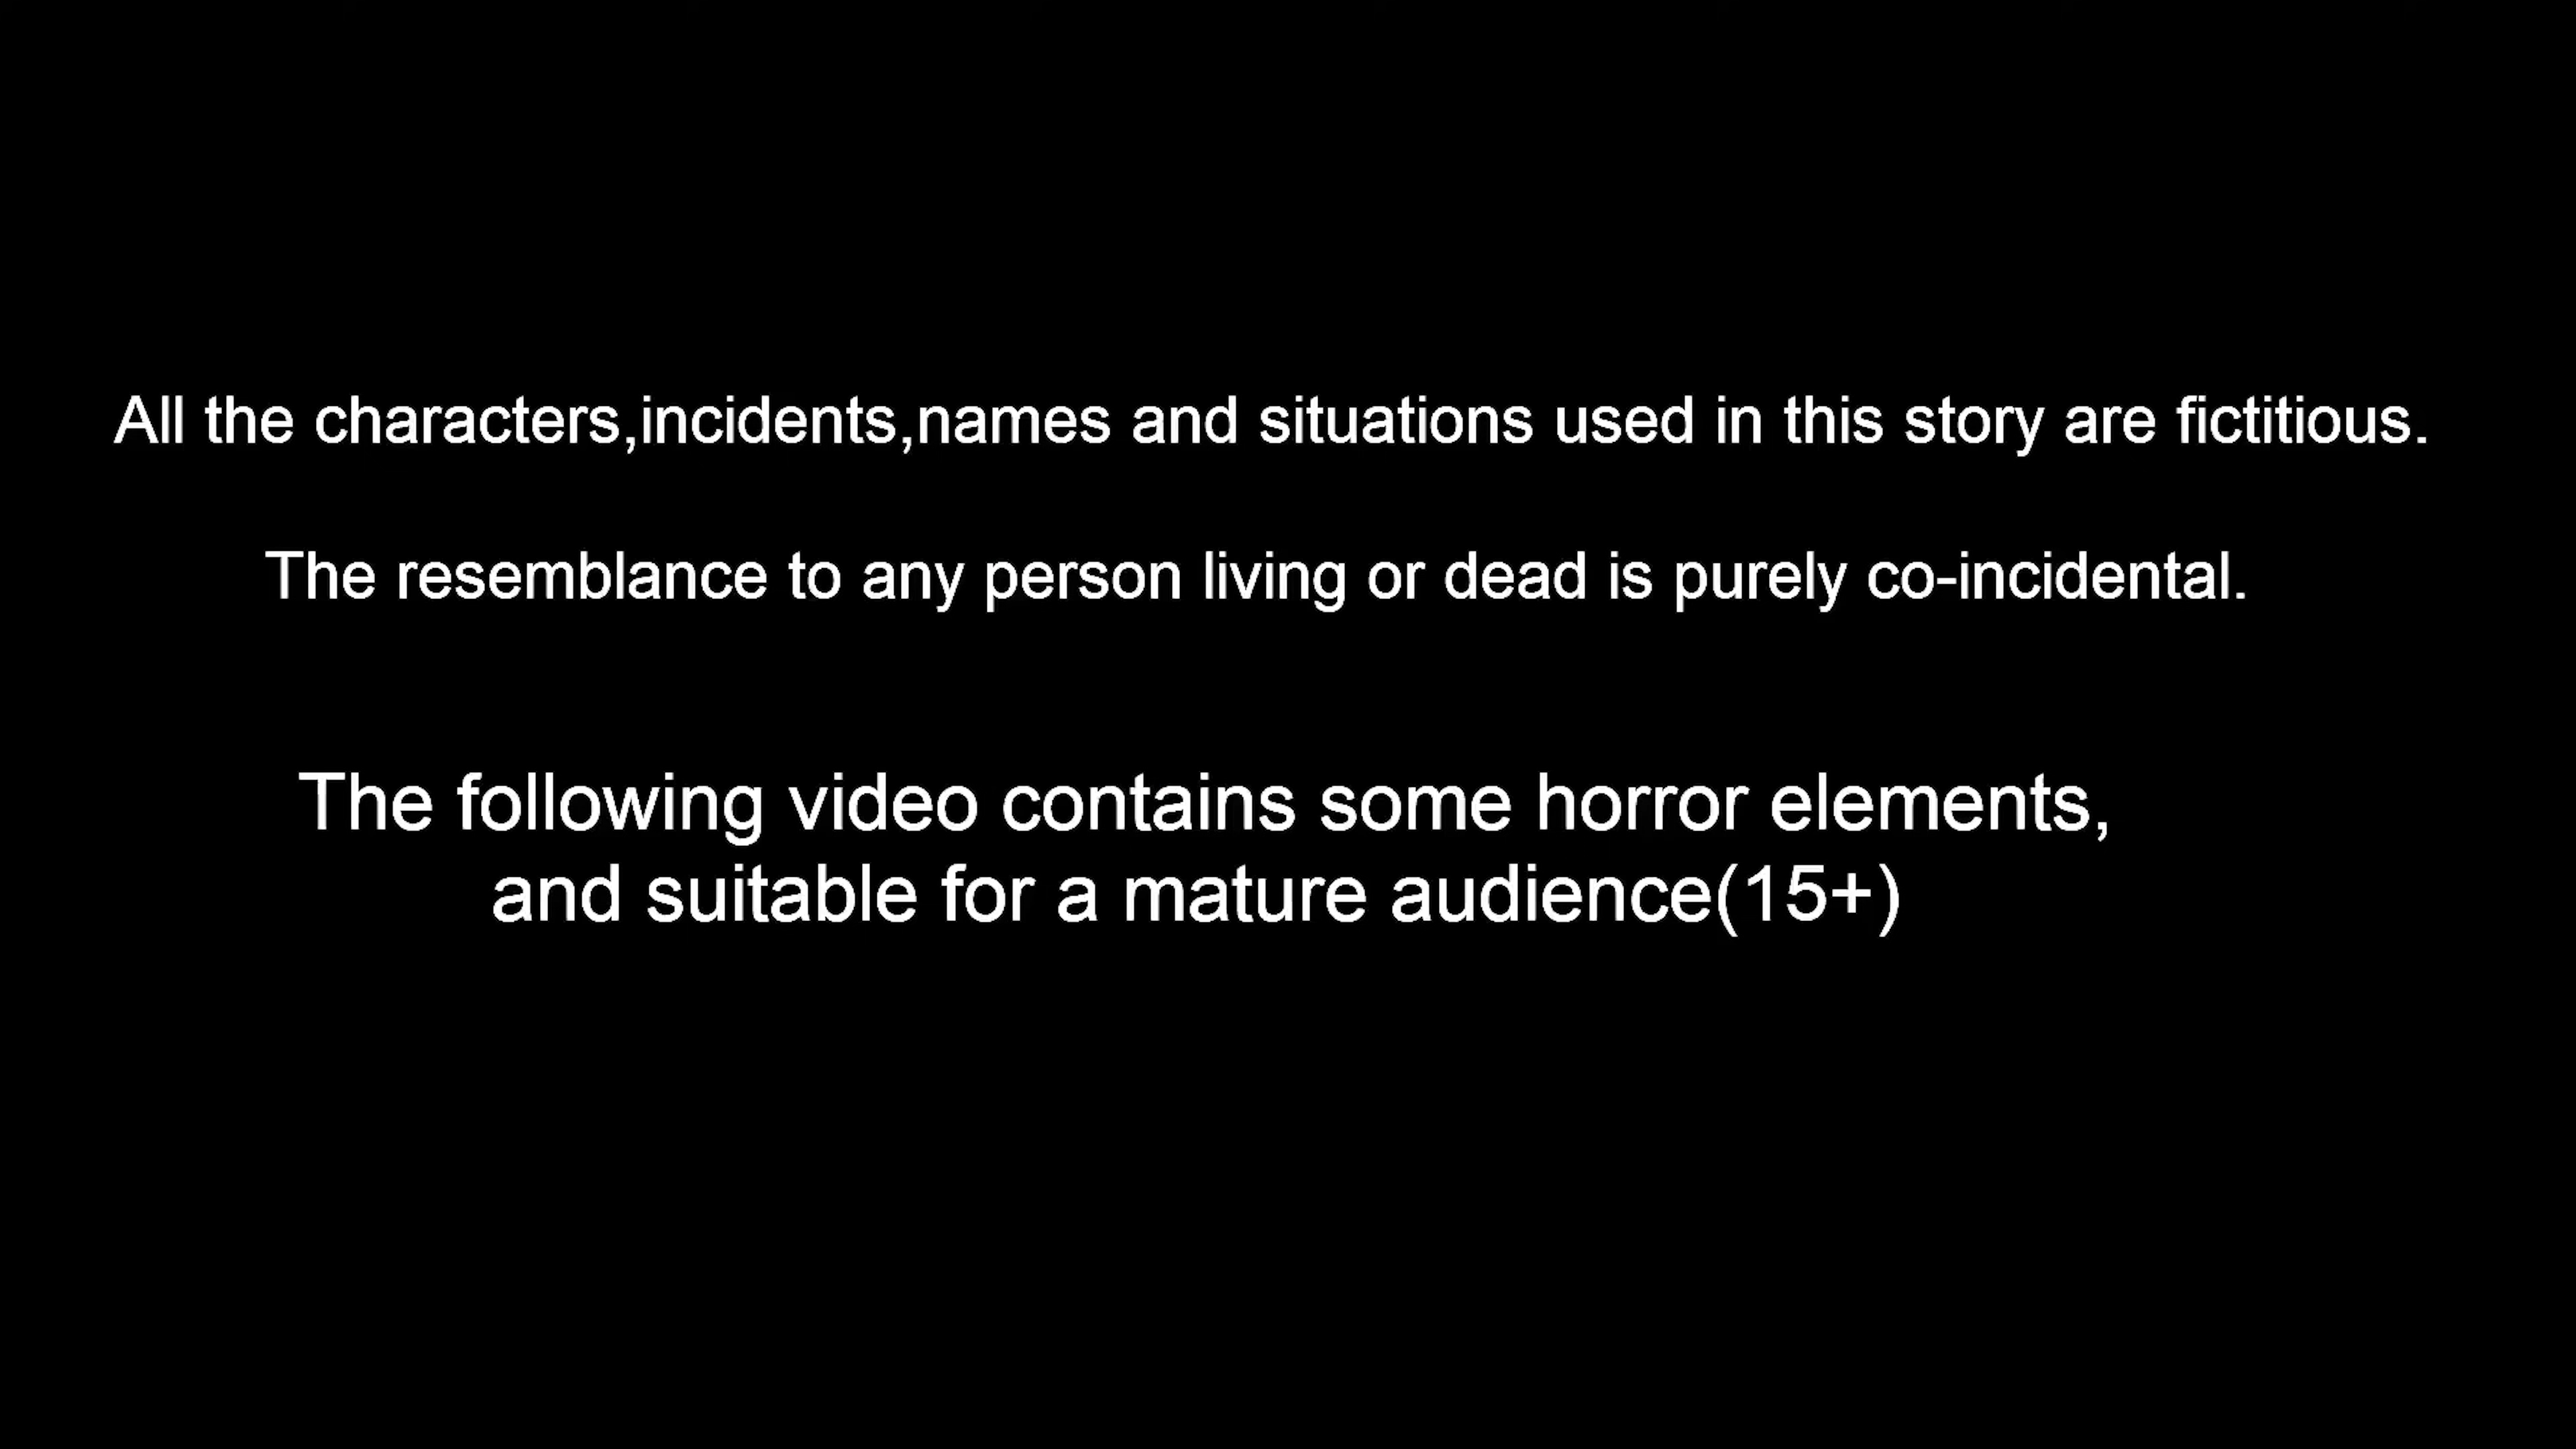 All the characters,incidents,names and situations used in this story are fictitious.
The resemblance to any person living or dead is purely co-incidental.
The following video contains some horror elements,
and suitable for a mature audience(15+)